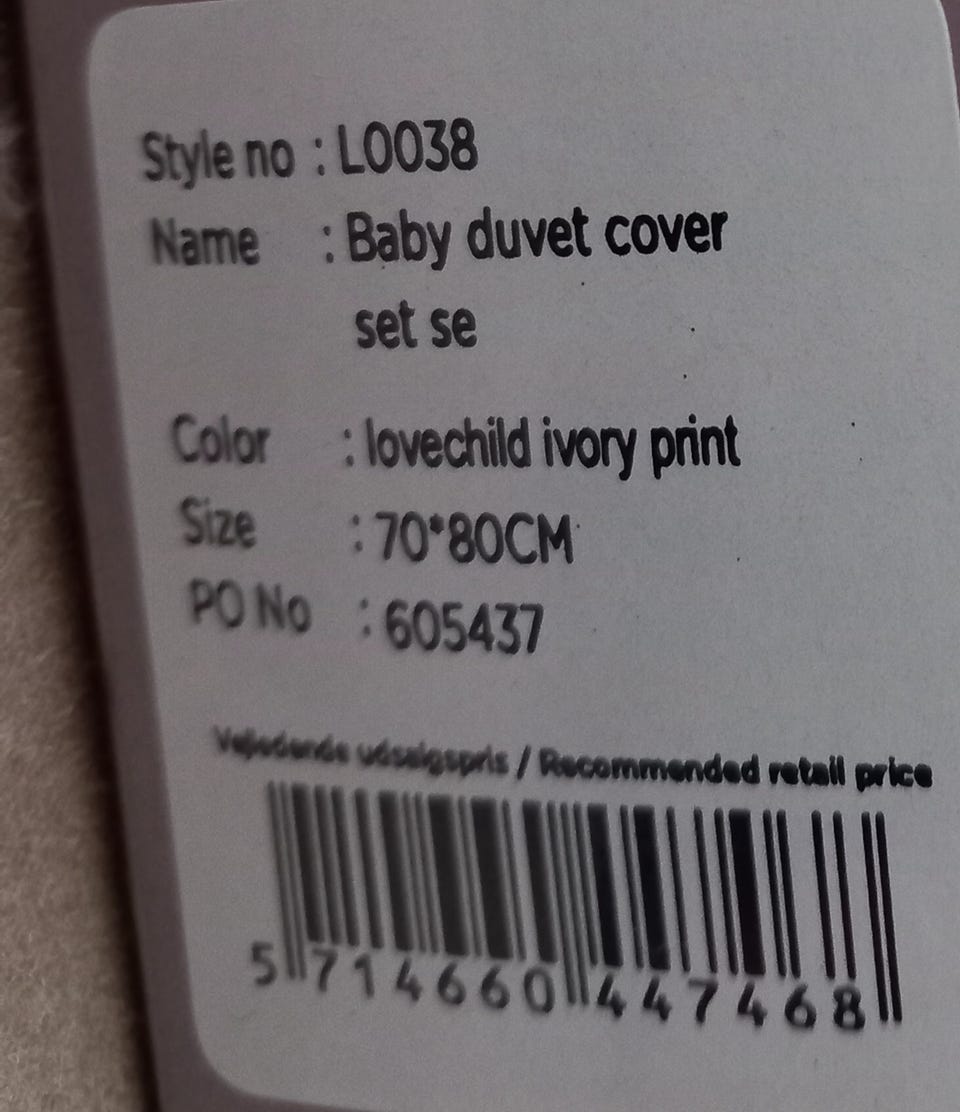 Style no : L0038
Name : Baby duvet cover
set se
Color : lovechild ivory print
Size : 70*80CM
PO No : 605437
Vejledende udsalgspris / Recommended retail price
5 714660 447468